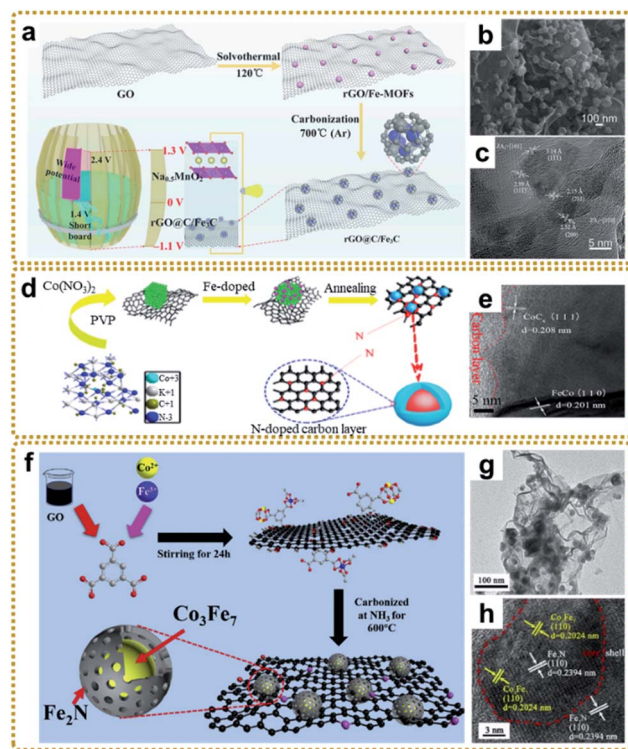 a
Solvothermal
120℃
GO
rGO/Fe-MOFs
Carbonization
700℃ (Ar)
Wide
potential
2.4 V
1.3 V
Na0.5MnO2
0 V
1.4 V
Short
board
rGO@C/Fe3C
-1.1 V
rGO@C/Fe3C
b
100 nm
c
5 nm
d
Co(NO3)2
PVP
Fe-doped
Annealing
N
N
Co+3
K+1
C+1
N-3
N-doped carbon layer
e
CoCx (1 1 1)
d=0.208 nm
Carbon layer
5 nm
FeCo (1 1 0)
d=0.201 nm
f
Co2+
Fe3+
GO
Stirring for 24h
Carbonized
at NH3 for
600°C
Co3Fe7
Fe2N
g
100 nm
h
(110)
d=0.2024 nm
Fe2N
(110)
d=0.2394 nm
shell
(110)
d=0.2024 nm
Fe2N
(110)
d=0.2394 nm
3 nm